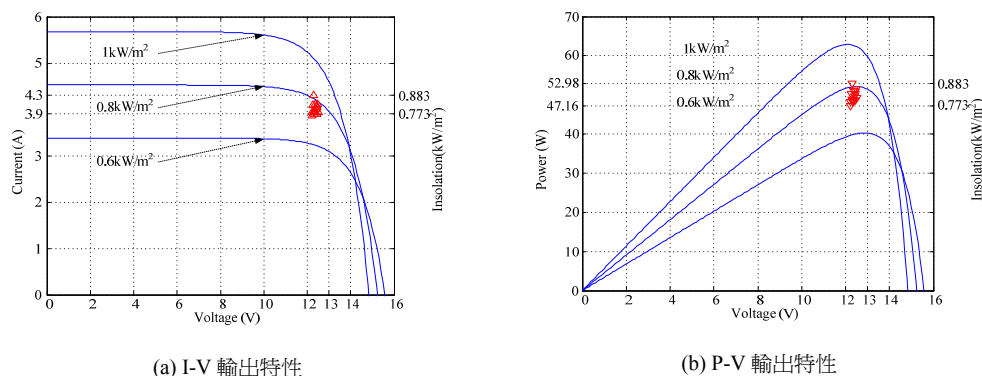 6
5
4.3
3.9
3
2
1
0
Current (A)
1kW/m²
0.8kW/m²
0.6kW/m²
0.883
0.773
Insolation(kW/m²)
0 2 4 6 8 10 12 13 14 16
Voltage (V)
(a) I-V 輸出特性
70
60
52.98
47.16
40
30
20
10
0
Power (W)
1kW/m²
0.8kW/m²
0.6kW/m²
0.883
0.773
Insolation(kW/m²)
0 2 4 6 8 10 12 13 14 16
Voltage (V)
(b) P-V 輸出特性